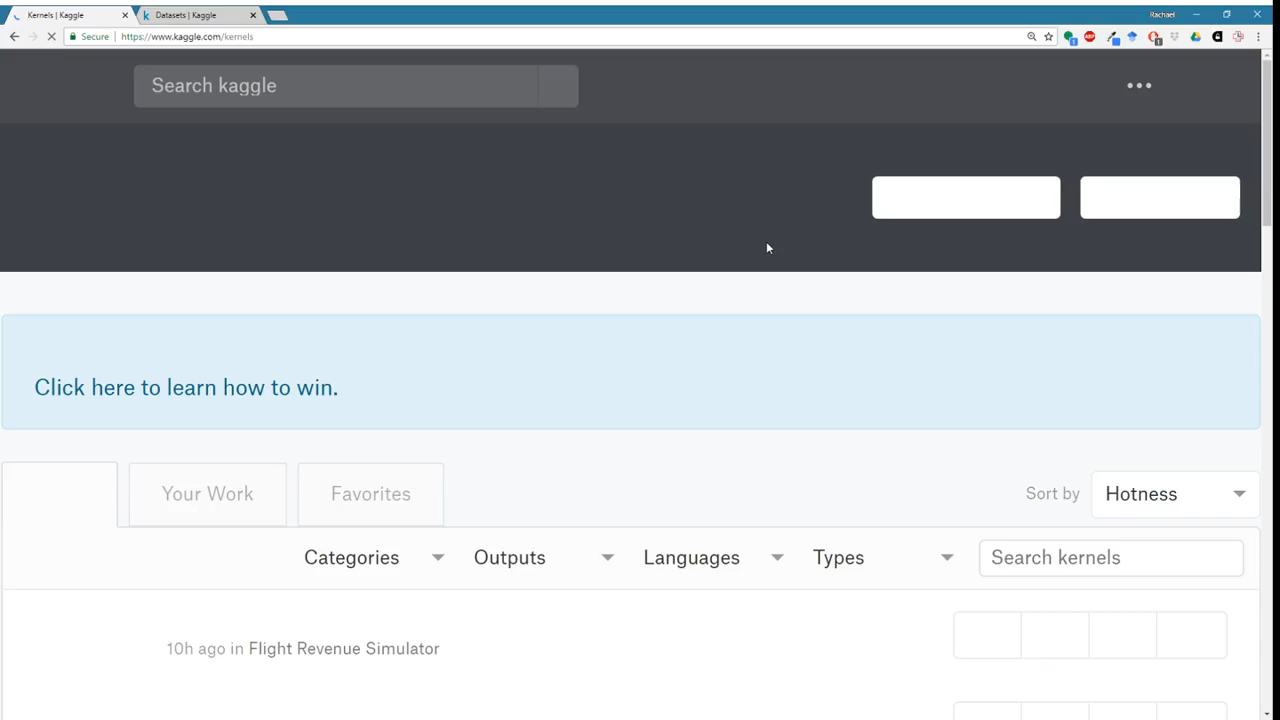 Kernels | Kaggle
Datasets | Kaggle
Rachael
Secure
https://www.kaggle.com/kernels
Search kaggle
Click here to learn how to win.
Your Work
Favorites
Sort by
Hotness
Categories
Outputs
Languages
Types
Search kernels
10h ago in Flight Revenue Simulator